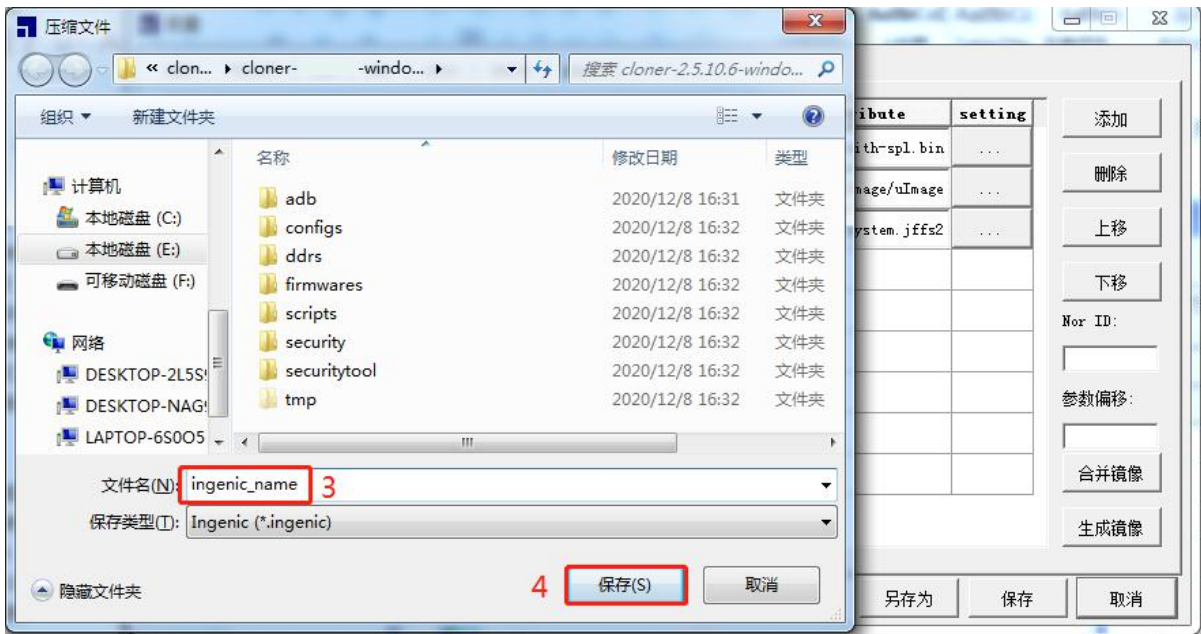 压缩文件
« clon... ▸ cloner- -windo... ▸
搜索 cloner-2.5.10.6-windo...
组织 ▼ 新建文件夹
名称 修改日期 类型
计算机
本地磁盘 (C:)
本地磁盘 (E:)
可移动磁盘 (F:)
网络
DESKTOP-2L5S
DESKTOP-NAG
LAPTOP-6S0O5
adb 2020/12/8 16:31 文件夹
configs 2020/12/8 16:32 文件夹
ddrs 2020/12/8 16:32 文件夹
firmwares 2020/12/8 16:32 文件夹
scripts 2020/12/8 16:32 文件夹
security 2020/12/8 16:32 文件夹
securitytool 2020/12/8 16:32 文件夹
tmp 2020/12/8 16:32 文件夹
文件名(N): ingenic_name 3
保存类型(T): Ingenic (*.ingenic)
隐藏文件夹
4 保存(S) 取消
ibute setting
ith-spl.bin ...
mage/uImage ...
ystem.jffs2 ...
添加
删除
上移
下移
Nor ID:
参数偏移:
合并镜像
生成镜像
另存为 保存 取消